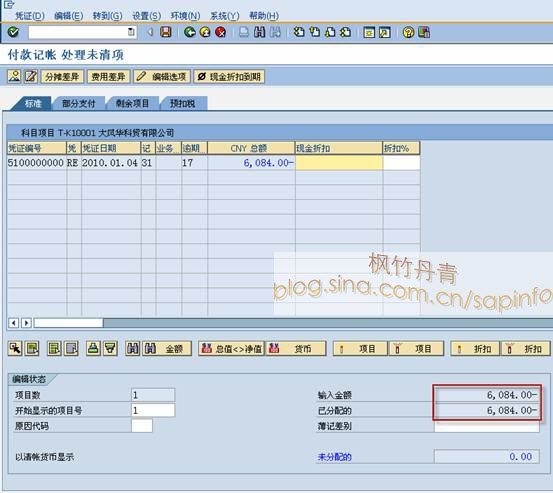 凭证(D) 编辑(E) 转到(G) 设置(S) 环境(N) 系统(Y) 帮助(H)
付款记帐 处理未清项
分摊差异 费用差异 编辑选项 现金折扣到期
标准 部分支付 剩余项目 预扣税
科目项目 T-K10001 大凤华科贸有限公司
凭证编号 凭 凭证日期 记 业务 逾期 CNY 总额 现金折扣 折扣%
5100000000 RE 2010.01.04 31 17 6,084.00-
枫竹丹青
blog.sina.com.cn/sapinfo
金额 总值<>净值 货币 项目 项目 折扣 折扣
编辑状态
项目数 1 输入金额 6,084.00-
开始显示的项目号 1 已分配的 6,084.00-
原因代码 薄记差别
以清帐货币显示 未分配的 0.00